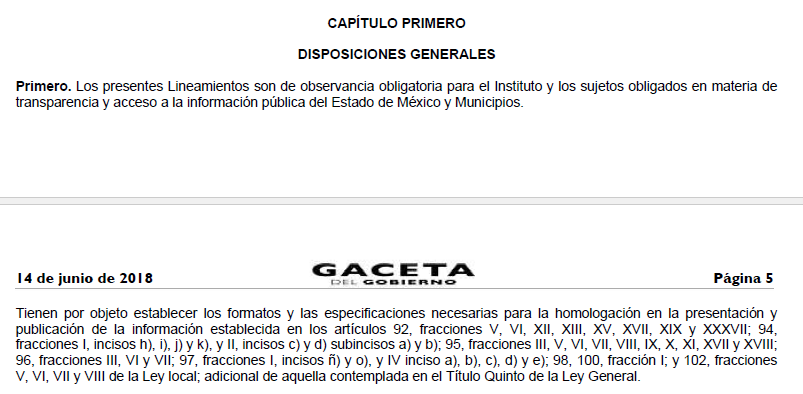 CAPÍTULO PRIMERO
DISPOSICIONES GENERALES
Primero. Los presentes Lineamientos son de observancia obligatoria para el Instituto y los sujetos obligados en materia de
transparencia y acceso a la información pública del Estado de México y Municipios.
14 de junio de 2018 GACETA DEL GOBIERNO Página 5
Tienen por objeto establecer los formatos y las especificaciones necesarias para la homologación en la presentación y
publicación de la información establecida en los artículos 92, fracciones V, VI, XII, XIII, XV, XVII, XIX y XXXVII; 94,
fracciones I, incisos h), i), j) y k), y II, incisos c) y d) subincisos a) y b); 95, fracciones III, V, VI, VII, VIII, IX, X, XI, XVII y XVIII;
96, fracciones III, VI y VII; 97, fracciones I, incisos ñ) y o), y IV inciso a), b), c), d) y e); 98, 100, fracción I; y 102, fracciones
V, VI, VII y VIII de la Ley local; adicional de aquella contemplada en el Título Quinto de la Ley General.